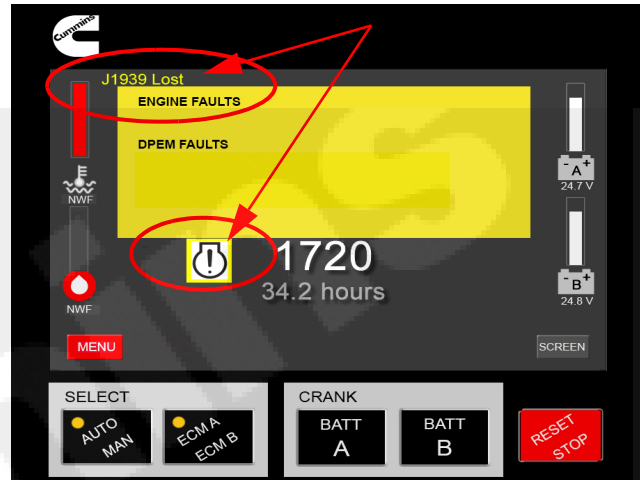 cummins
J1939 Lost
ENGINE FAULTS
DPEM FAULTS
- A +
24.7 V
NWF
1720
34.2 hours
- B +
24.8 V
NWF
MENU
SCREEN
SELECT
CRANK
AUTO
MAN
ECM A
ECM B
BATT
A
BATT
B
RESET
STOP